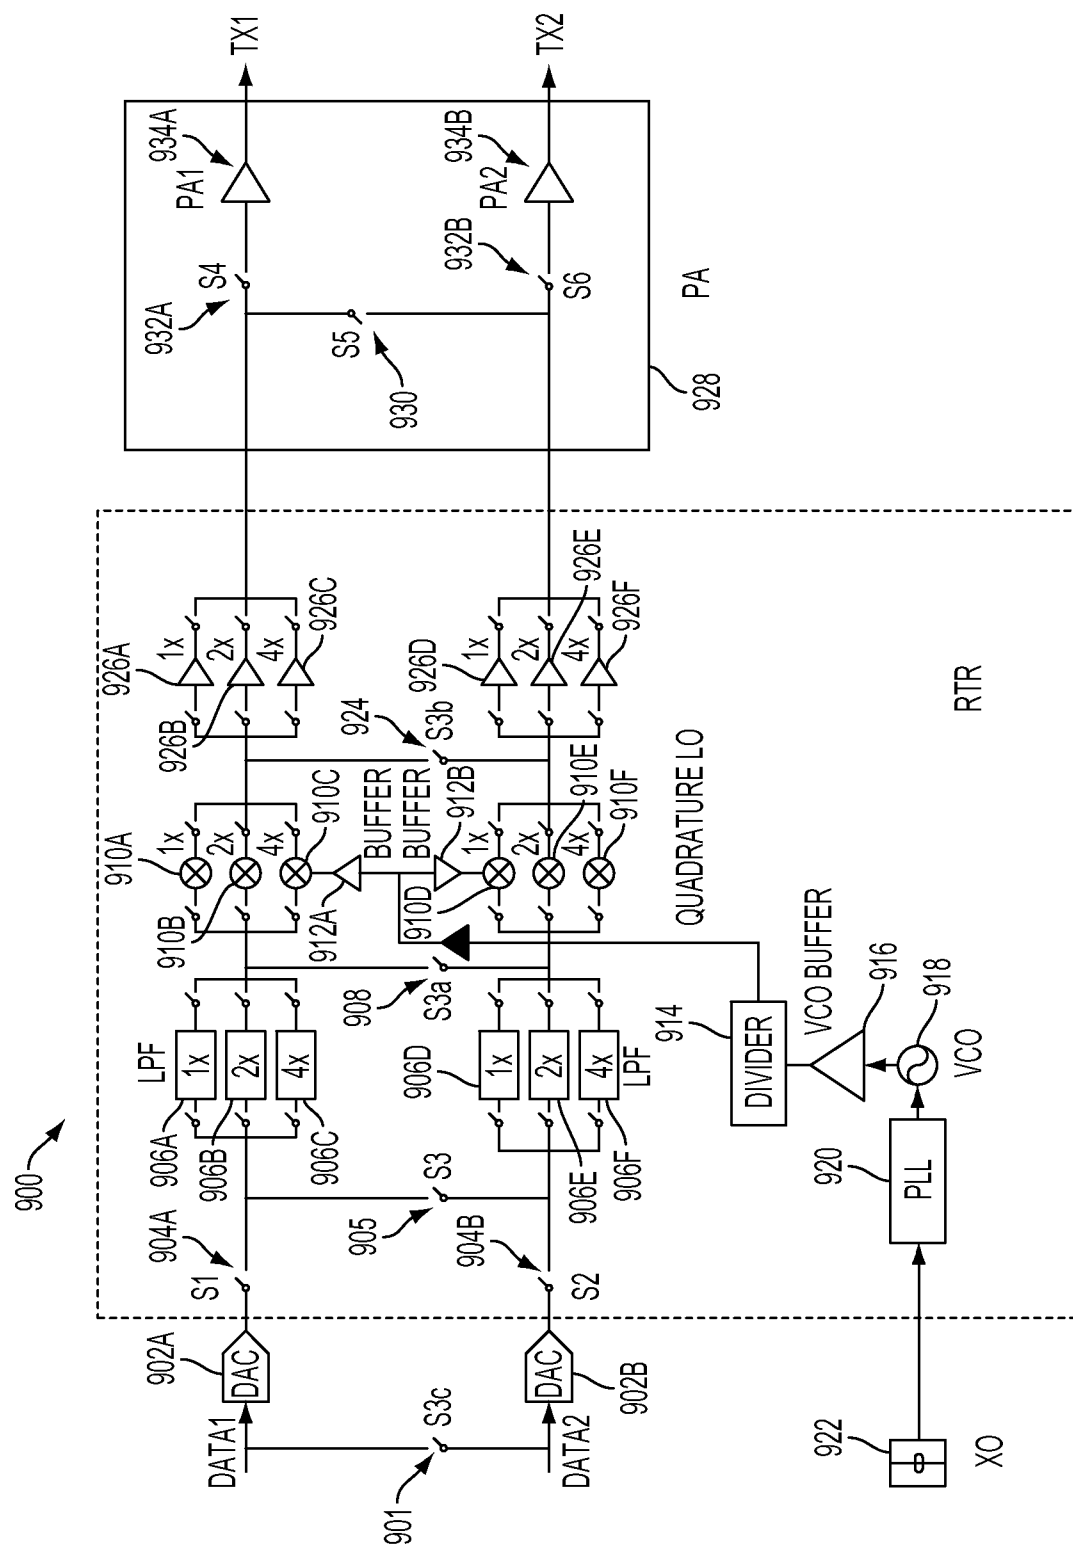 900
DATA1
902A
DAC
S1
904A
LPF
906A
1x
906B
2x
906C
4x
910A
1x
910B
2x
910C
4x
926A
1x
926B
2x
926C
4x
932A
S4
PA1
934A
TX1
901
S3c
905
S3
908
S3a
912A
BUFFER
BUFFER
912B
924
S3b
930
S5
DATA2
902B
DAC
S2
904B
906D
1x
906E
2x
906F
4x
LPF
910D
1x
2x
910E
4x
910F
926D
1x
2x
926E
4x
926F
932B
S6
PA2
934B
TX2
928
PA
QUADRATURE LO
914
DIVIDER
VCO BUFFER
916
918
VCO
920
PLL
922
XO
RTR